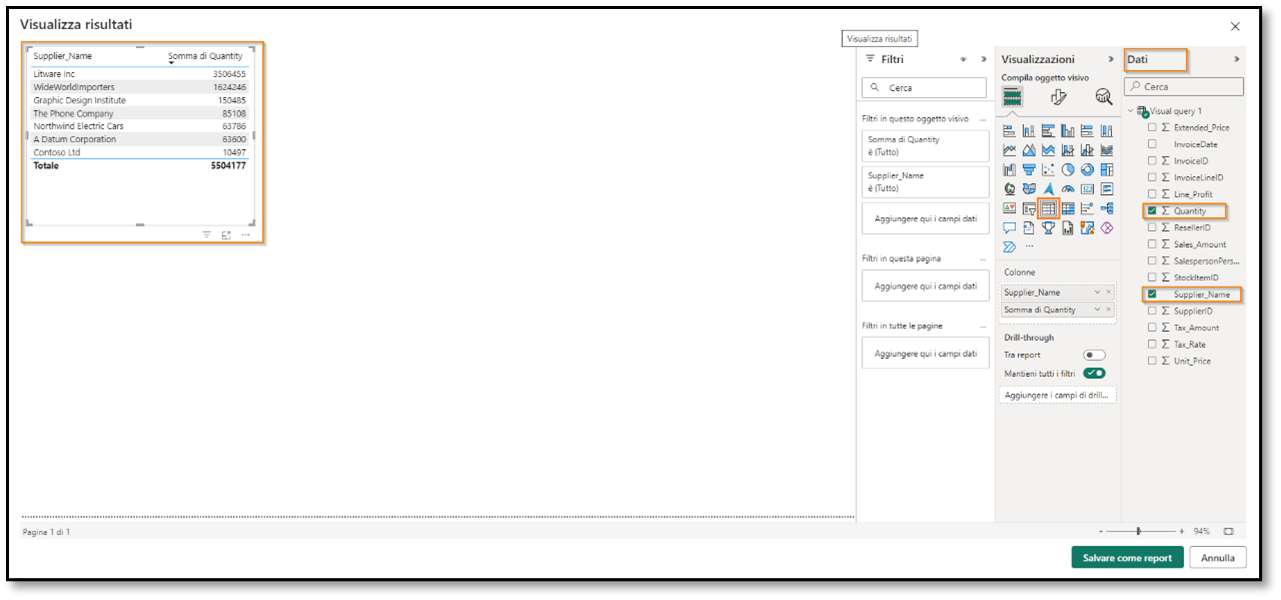 Visualizza risultati
Supplier_Name Somma di Quantity
Litware Inc 3506455
WideWorldImporters 1624246
Graphic Design Institute 150485
The Phone Company 85108
Northwind Electric Cars 63786
A Datum Corporation 63600
Contoso Ltd 10497
Totale 5504177
Pagina 1 di 1
Visualizza risultati
Filtri
Cerca
Filtri in questo oggetto visivo ...
Somma di Quantity
è (Tutto)
Supplier_Name
è (Tutto)
Aggiungere qui i campi dati
Filtri in questa pagina ...
Aggiungere qui i campi dati
Filtri in tutte le pagine ...
Aggiungere qui i campi dati
Visualizzazioni
Compila oggetto visivo
123
Colonne
Supplier_Name
Somma di Quantity
Drill-through
Tra report
Mantieni tutti i filtri
Aggiungere i campi di drill...
Dati
Cerca
Visual query 1
Extended_Price
InvoiceDate
InvoiceID
InvoiceLineID
Line_Profit
Quantity
ResellerID
Sales_Amount
SalespersonPers...
StockItemID
Supplier_Name
SupplierID
Tax_Amount
Tax_Rate
Unit_Price
- + 94%
Salvare come report
Annulla